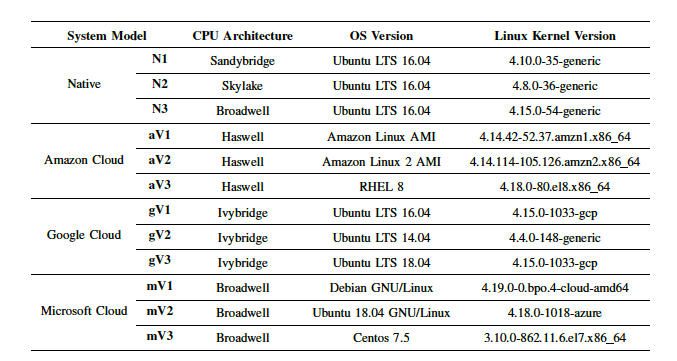 System Model CPU Architecture OS Version Linux Kernel Version
N1 Sandybridge Ubuntu LTS 16.04 4.10.0-35-generic
Native N2 Skylake Ubuntu LTS 16.04 4.8.0-36-generic
N3 Broadwell Ubuntu LTS 16.04 4.15.0-54-generic
aV1 Haswell Amazon Linux AMI 4.14.42-52.37.amzn1.x86_64
Amazon Cloud aV2 Haswell Amazon Linux 2 AMI 4.14.114-105.126.amzn2.x86_64
aV3 Haswell RHEL 8 4.18.0-80.el8.x86_64
gV1 Ivybridge Ubuntu LTS 16.04 4.15.0-1033-gcp
Google Cloud gV2 Ivybridge Ubuntu LTS 14.04 4.4.0-148-generic
gV3 Ivybridge Ubuntu LTS 18.04 4.15.0-1033-gcp
mV1 Broadwell Debian GNU/Linux 4.19.0-0.bpo.4-cloud-amd64
Microsoft Cloud mV2 Broadwell Ubuntu 18.04 GNU/Linux 4.18.0-1018-azure
mV3 Broadwell Centos 7.5 3.10.0-862.11.6.el7.x86_64